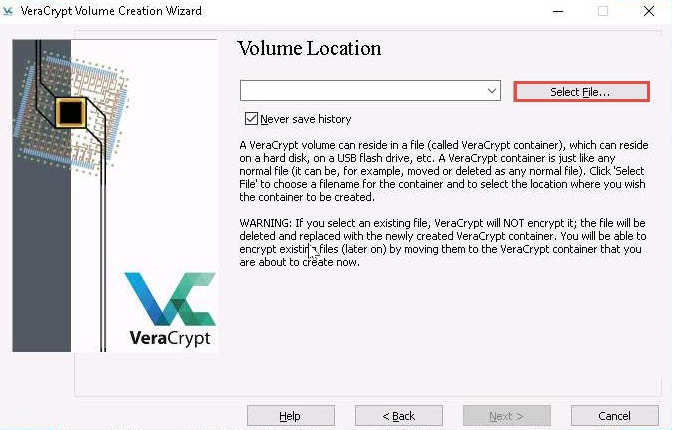 VeraCrypt Volume Creation Wizard
Volume Location
Select File...
Never save history
A VeraCrypt volume can reside in a file (called VeraCrypt container), which can reside
on a hard disk, on a USB flash drive, etc. A VeraCrypt container is just like any
normal file (it can be, for example, moved or deleted as any normal file). Click 'Select
File' to choose a filename for the container and to select the location where you wish
the container to be created.
WARNING: If you select an existing file, VeraCrypt will NOT encrypt it; the file will be
deleted and replaced with the newly created VeraCrypt container. You will be able to
encrypt existing files (later on) by moving them to the VeraCrypt container that you
are about to create now.
VeraCrypt
Help
< Back
Next >
Cancel